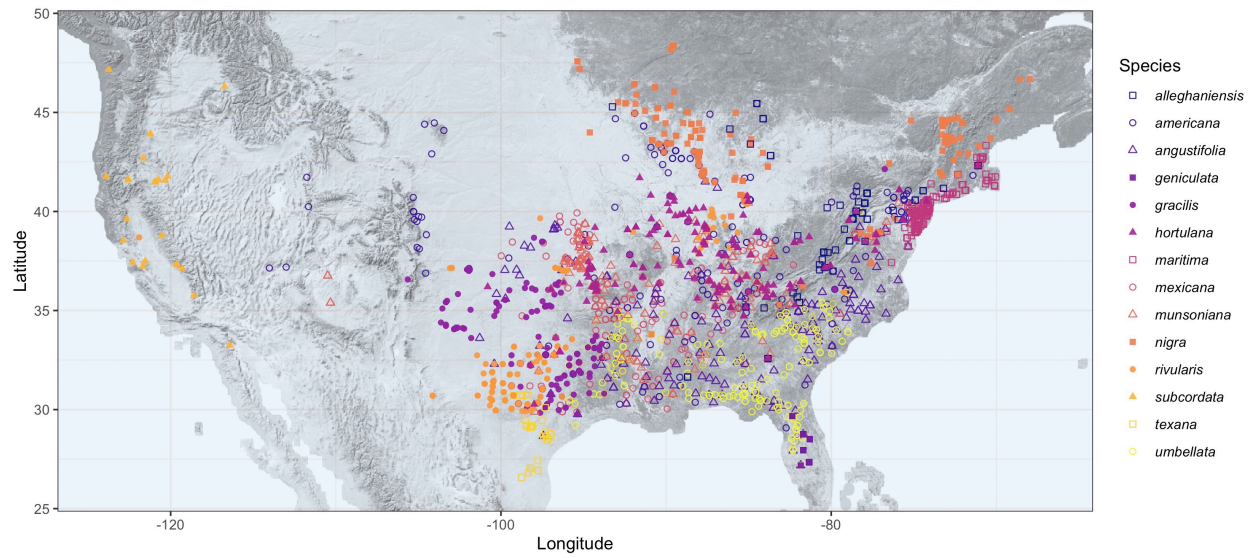 50
45
40
35
30
25
Latitude
-120
-100
-80
Longitude
Species
alleghaniensis
americana
angustifolia
geniculata
gracilis
hortulana
maritima
mexicana
munsoniana
nigra
rivularis
subcordata
texana
umbellata